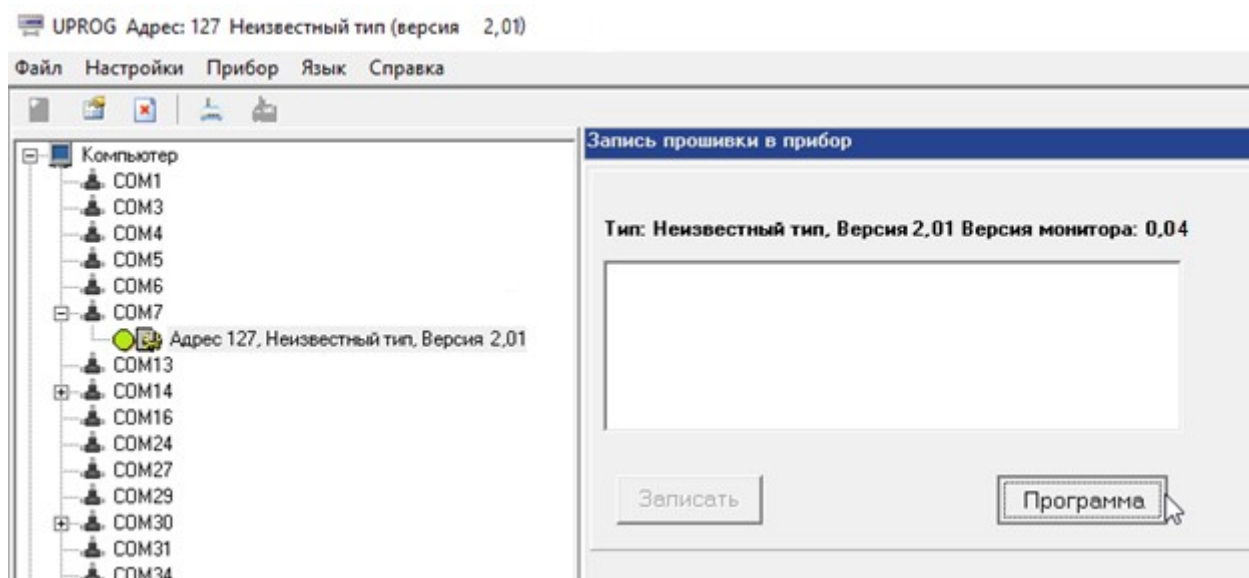 UPROG Адрес: 127 Неизвестный тип (версия 2,01)
Файл Настройки Прибор Язык Справка
Компьютер
COM1
COM3
COM4
COM5
COM6
COM7
Адрес 127, Неизвестный тип, Версия 2,01
COM13
COM14
COM16
COM24
COM27
COM29
COM30
COM31
COM34
Запись прошивки в прибор
Тип: Неизвестный тип, Версия 2,01 Версия монитора: 0,04
Записать Программа